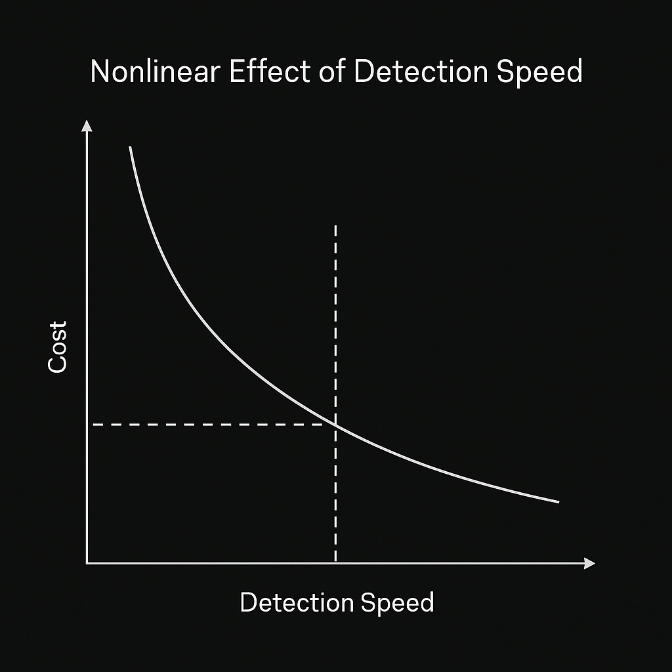 Nonlinear Effect of Detection Speed
Cost
Detection Speed